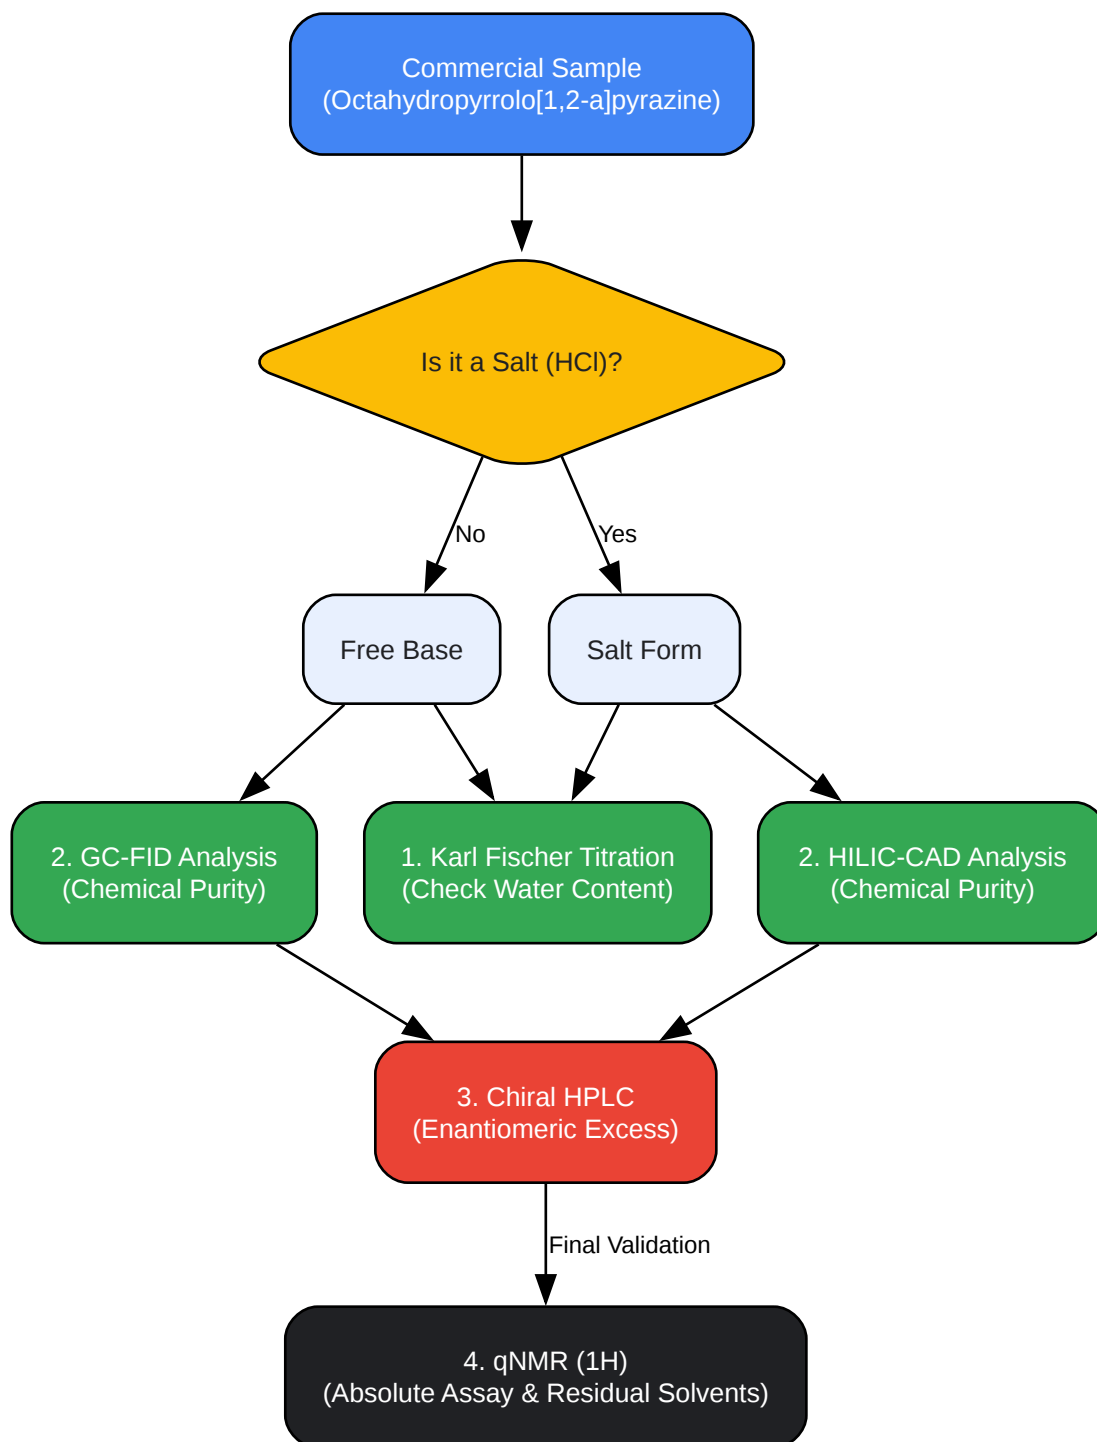 Commercial Sample
(Octahydropyrrolo[1,2-a]pyrazine)
Is it a Salt (HCl)?
No
Yes
Free Base
Salt Form
2. GC-FID Analysis
(Chemical Purity)
1. Karl Fischer Titration
(Check Water Content)
2. HILIC-CAD Analysis
(Chemical Purity)
3. Chiral HPLC
(Enantiomeric Excess)
Final Validation
4. qNMR (1H)
(Absolute Assay & Residual Solvents)